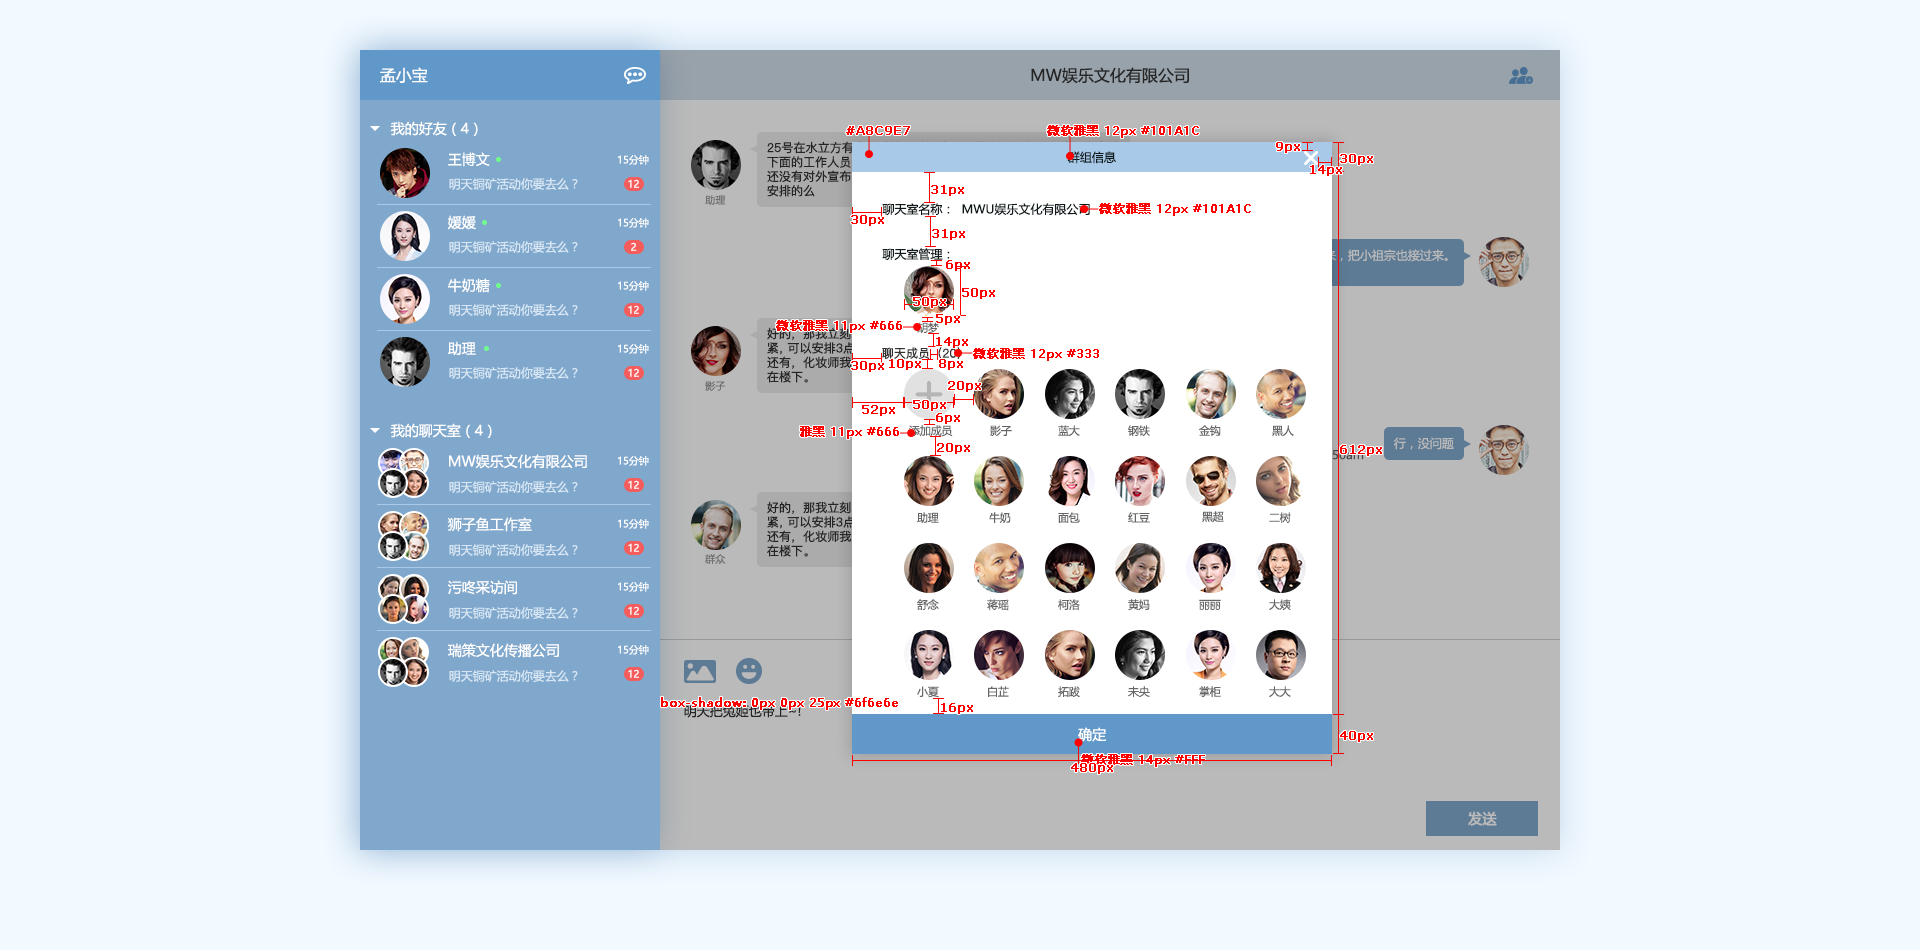 孟小宝
MW娱乐文化有限公司
我的好友 ( 4 )
王博文
15分钟
明天铜矿活动你要去么？
12
媛媛
15分钟
明天铜矿活动你要去么？
2
牛奶糖
15分钟
明天铜矿活动你要去么？
12
助理
15分钟
明天铜矿活动你要去么？
12
我的聊天室 ( 4 )
MW娱乐文化有限公司
15分钟
明天铜矿活动你要去么？
12
狮子鱼工作室
15分钟
明天铜矿活动你要去么？
12
污咚采访间
15分钟
明天铜矿活动你要去么？
12
瑞策文化传播公司
15分钟
明天铜矿活动你要去么？
12
25号在水立方有
下面的工作人员
还没有对外宣布
安排的么
助理
，把小祖宗也接过来。
好的，那我立刻
紧, 可以安排3点
还有，化妆师我
在楼下。
影子
行，没问题
50am
好的，那我立刻
紧, 可以安排3点
还有，化妆师我
在楼下。
群众
明天把兔姬也带上~!
发送
#A8C9E7
微软雅黑 12px #101A1C
群组信息
9px
30px
14px
31px
聊天室名称： MWU娱乐文化有限公司
微软雅黑 12px #101A1C
30px
31px
聊天室管理：
6px
50px
50px
5px
微软雅黑 11px #666
梦
14px
聊天成员（20
微软雅黑 12px #333
30px
10px
8px
20px
52px
50px
6px
雅黑 11px #666
添加成员
影子
蓝大
钢铁
金钩
黑人
20px
612px
助理
牛奶
面包
红豆
黑超
二树
舒念
蒋瑶
柯洛
黄妈
丽丽
大姨
小夏
白芷
拓跋
未央
掌柜
大大
box-shadow: 0px 0px 25px #6f6e6e
16px
确定
40px
微软雅黑 14px #FFF
480px